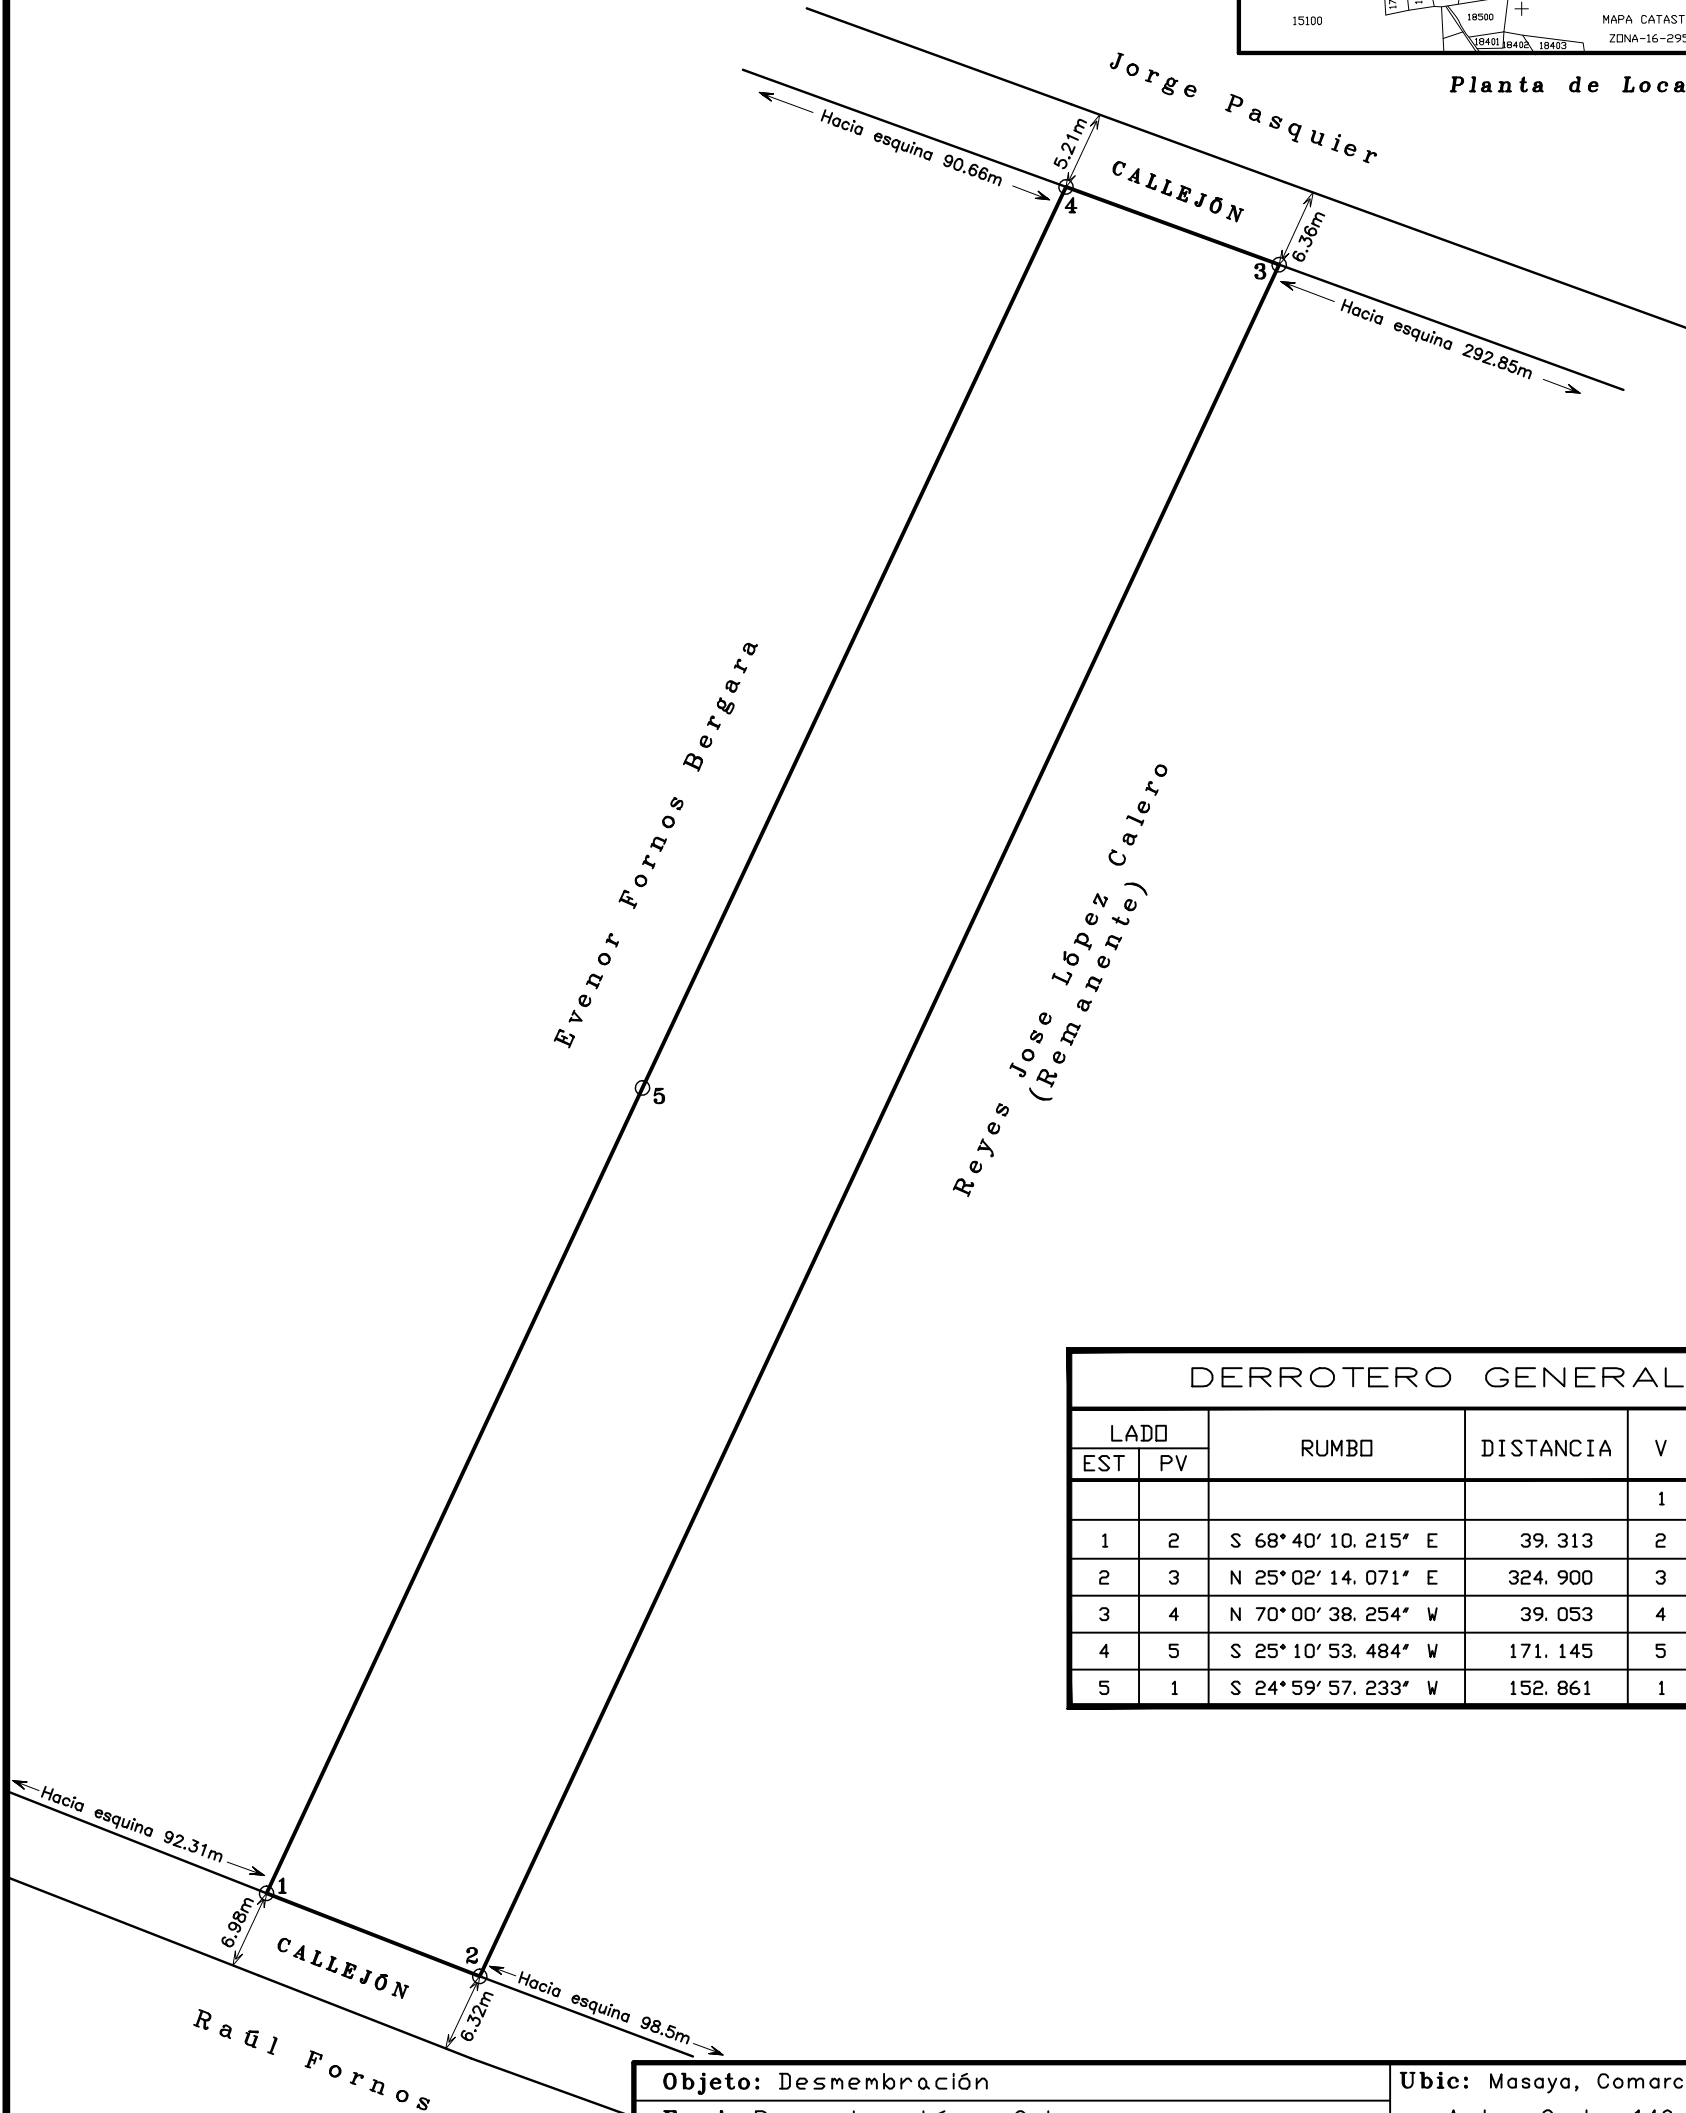 15100
18500
18401
18402
18403
MAPA CATAST
ZONA-16-295
Planta de Loca
Jorge Pasquier
Hacia esquina 90.66m
5.21m
CALLEJÓN
6.36m
4
3
Hacia esquina 292.85m
Evenor Fornos Bergara
Reyes Jose López Calero
(Remanente)
5
DERROTERO GENERAL
LADO RUMBO DISTANCIA V
EST PV
1
1 2 S 68°40'10.215" E 39.313 2
2 3 N 25°02'14.071" E 324.900 3
3 4 N 70°00'38.254" W 39.053 4
4 5 S 25°10'53.484" W 171.145 5
5 1 S 24°59'57.233" W 152.861 1
Hacia esquina 92.31m
1
6.98m
CALLEJÓN
2
6.32m
Hacia esquina 98.5m
Raúl Fornos
Objeto: Desmembración
Ubic: Masaya, Comarc